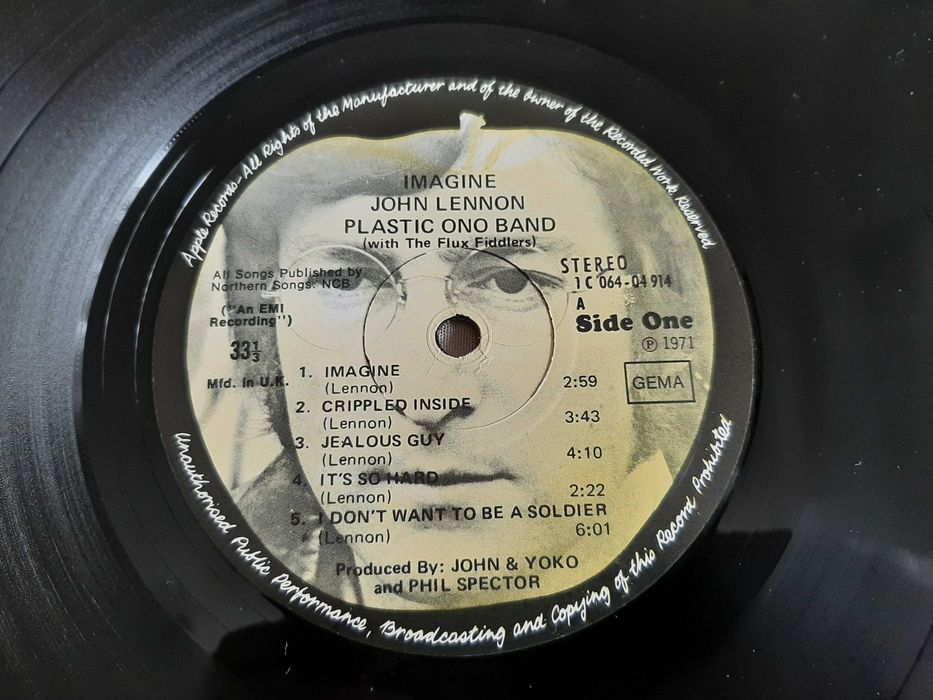 Apple Records-All Rights of the Manufacturer and of the Owner of the Recorded Work Reserved
IMAGINE
JOHN LENNON
PLASTIC ONO BAND
(with The Flux Fiddlers)
All Songs Published by
Northern Songs: NCB
("An EMI
Recording")
33⅓
Mfd. In U.K.
STEREO
1C 064-04 914
A
Side One
Ⓟ 1971
GEMA
1. IMAGINE
(Lennon) 2:59
2. CRIPPLED INSIDE
(Lennon) 3:43
3. JEALOUS GUY
(Lennon) 4:10
4. IT'S SO HARD
(Lennon) 2:22
5. I DON'T WANT TO BE A SOLDIER
(Lennon) 6:01
Produced By: JOHN & YOKO
and PHIL SPECTOR
Unauthorised Public Performance, Broadcasting and Copying of this Record Prohibited